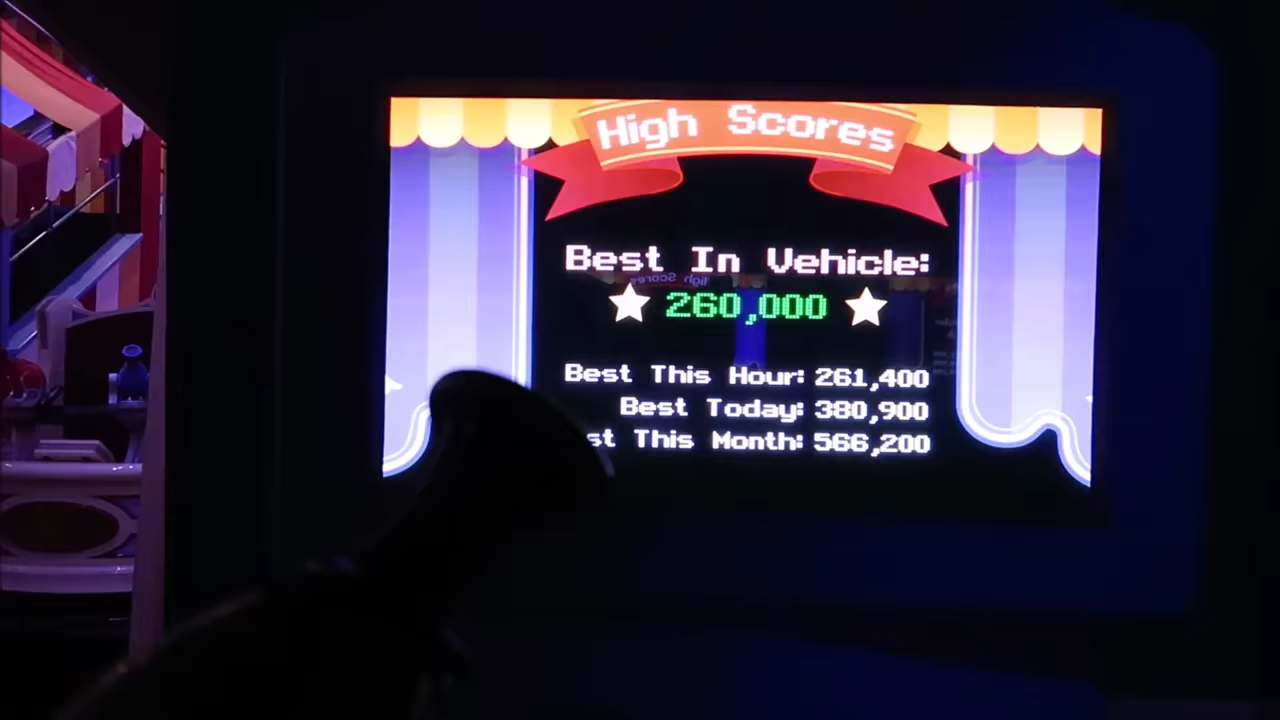 High Scores
Best In Vehicle:
260,000
Best This Hour: 261,400
Best Today: 380,900
st This Month: 566,200